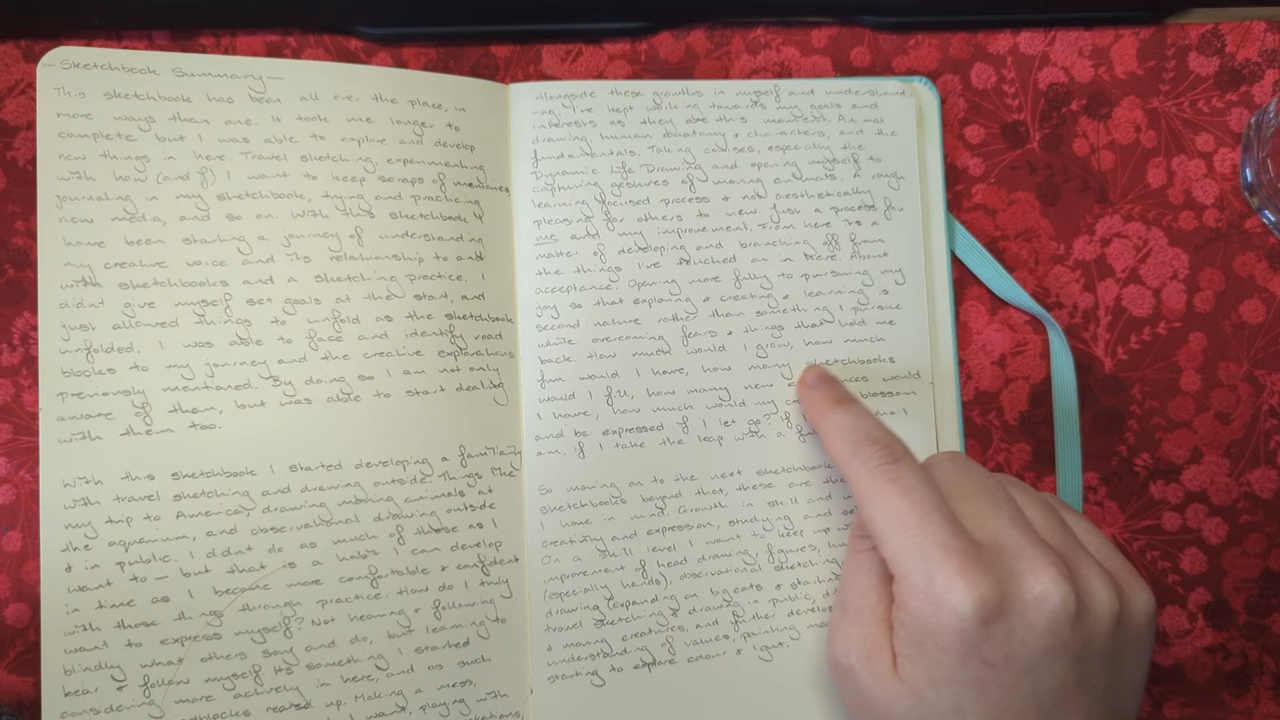 - Sketchbook Summary -
This sketchbook has been all over the place, in
more ways than one. It took me longer to
complete but I was able to explore and develop
new things in here. Travel sketching, experimenting
with how (and if) I want to keep scraps of memories,
journaling in my sketchbook, trying and practicing
new media, and so on. With this sketchbook I
have been starting a journey of understanding
my creative voice and its relationship to and
with sketchbooks and a sketching practice. I
didnt give myself set goals at the start, and
just allowed things to unfold as the sketchbook
unfolded. I was able to face and identify road
blocks to my journey and the creative explorations
previously mentioned. By doing so I am not only
aware of them, but was able to start dealing
with them too.
With this sketchbook I started developing a familiarity
with travel sketching and drawing outside. Things like
my trip to America, drawing moving animals at
the aquarium, and observational drawing outside
& in public. I didnt do as much of these as I
want to - but that is a habit I can develop
in time as I become more comfortable & confident
with those things through practice. How do I truly
want to express myself? Not hearing & following
blindly what others say and do, but learning to
hear & follow myself. Its something I started
considering more actively in here, and as such
roadblocks reared up. Making a mess,
I want, playing with
Alongside these growths in myself and understand
-ing, I've kept working towards my goals and
interests as they are this moment. Animal
drawing, human anatomy & characters, and the
fundamentals. Taking courses, especially the
Dynamic Life Drawing and opening myself to
capturing gestures of moving animals. A rough
learning focused process & not aesthetically
pleasing for others to view. Just a process for
me and my improvement. From here its a
matter of developing and branching off from
the things I've touched on in here. About
acceptance. Opening more fully to pursuing my
joy so that exploring & creating & learning is
second nature rather than something I pursue
while overcoming fears & things that hold me
back. How much would I grow, how much
fun would I have, how many sketchbooks
would I fill, how many new would
I have, how much would my blossom
and be expressed if I let go? If I
am. If I take the leap with a
So moving on to the next sketchbook
sketchbooks beyond that, these are the
I have in mind. Growth in skill and
creativity and expression, studying and
On a skill level I want to keep up
improvement of head drawing, figures,
(especially hands), observational sketching
drawing (expanding on big cats &
travel sketching & drawing in public,
& moving creatures, and further develop
understanding of values, painting
starting to explore colour & light.